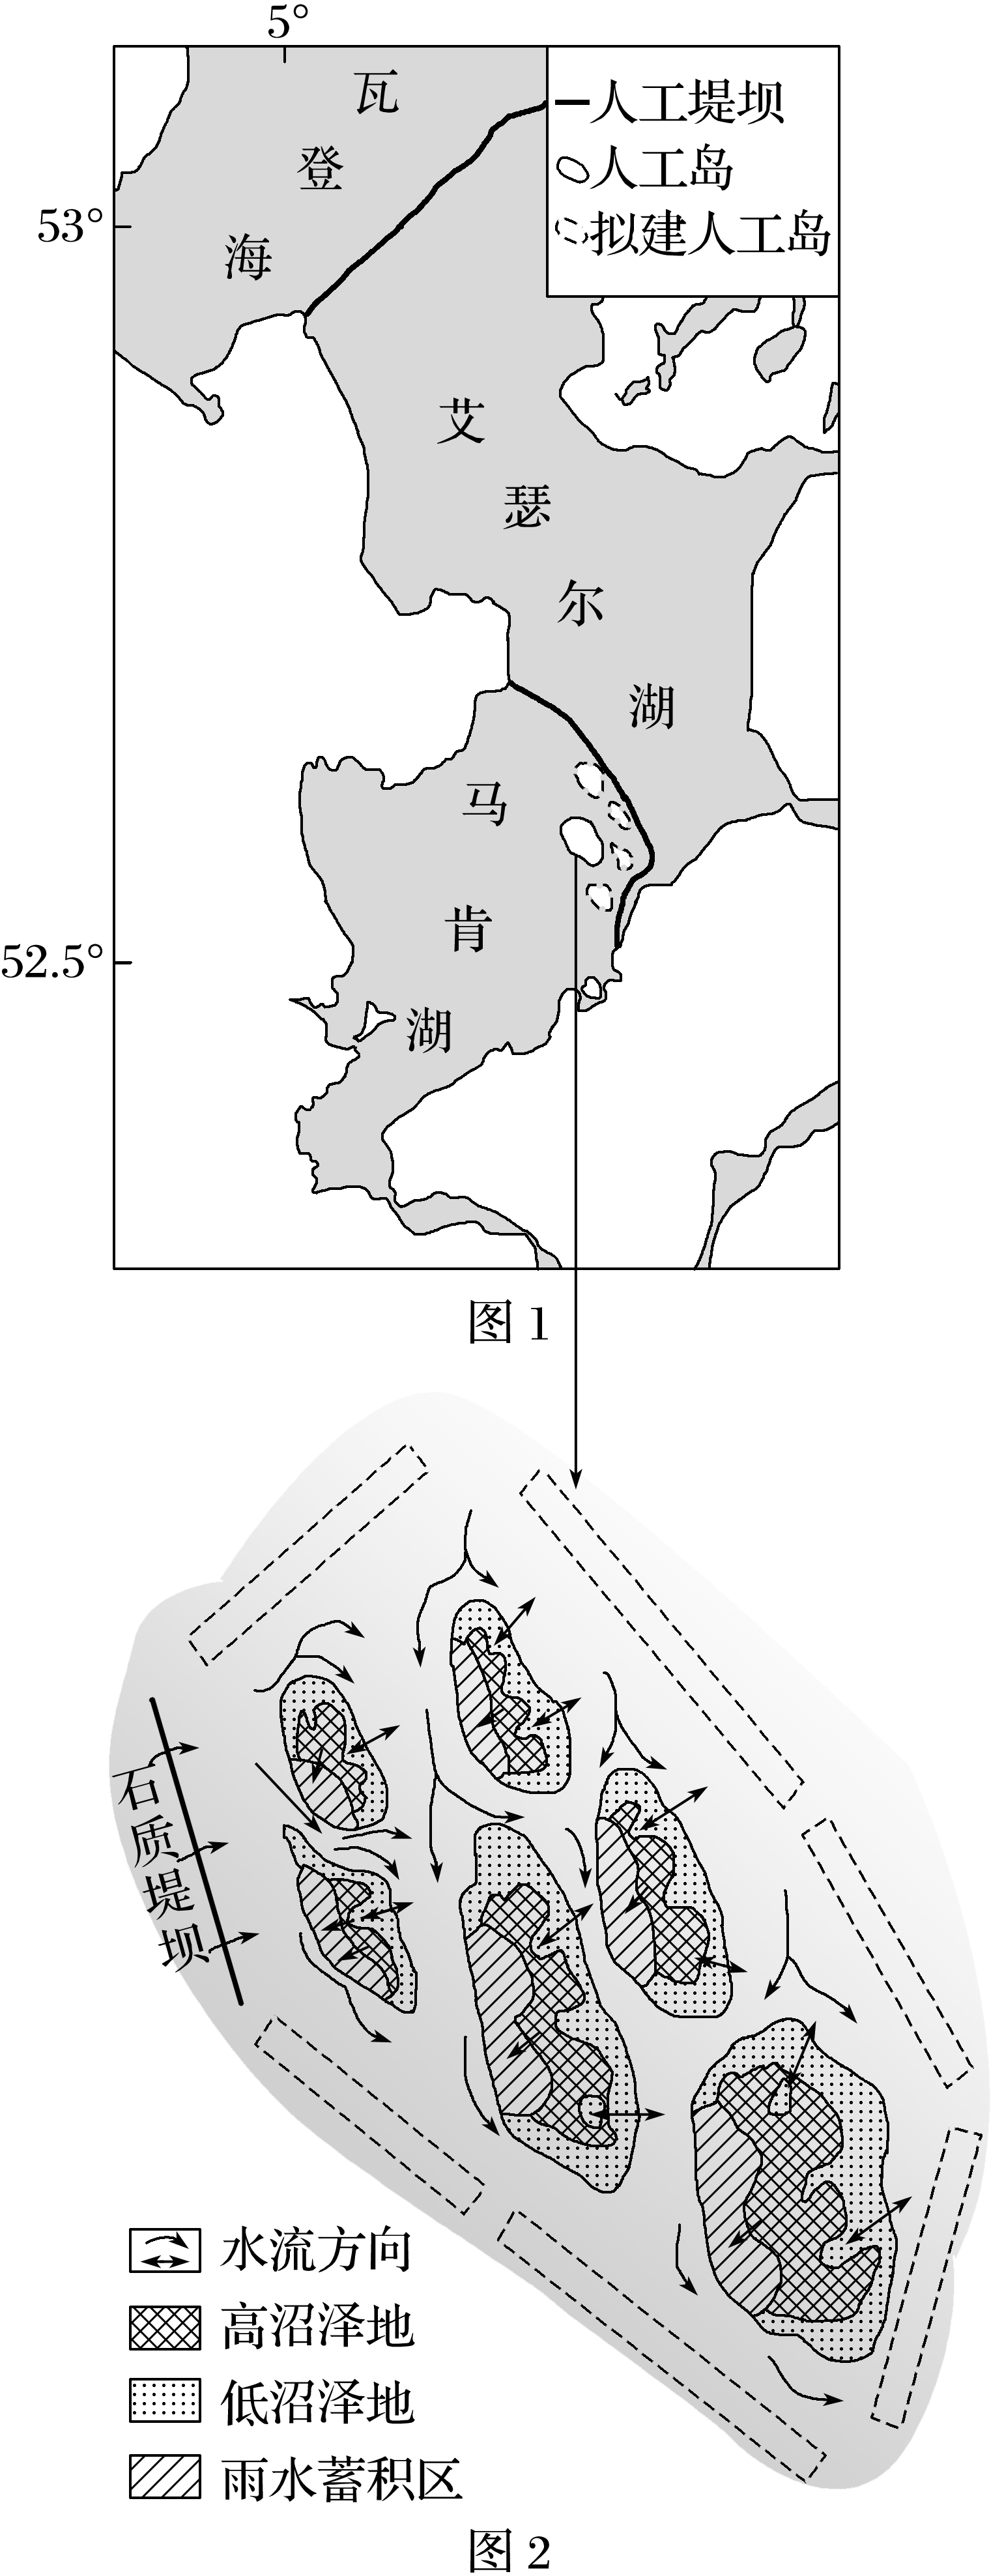 5°
人工堤坝
人工岛
拟建人工岛
瓦登海
53°
艾瑟尔湖
马肯湖
52.5°
图1
石质堤坝
水流方向
高沼泽地
低沼泽地
雨水蓄积区
图2